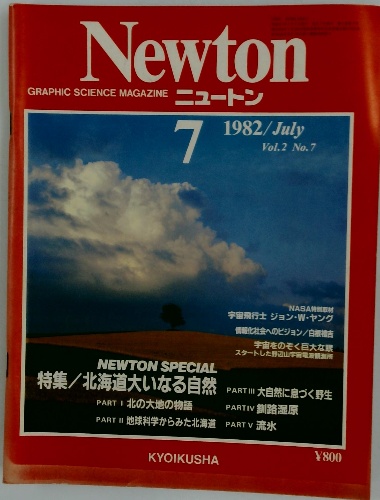 Newton
GRAPHIC SCIENCE MAGAZINE ニュートン
7 1982/July
Vol.2 No.7
NASA特別取材
宇宙飛行士 ジョン・W・ヤング
情報化社会へのビジョン/白根禮吉
宇宙をのぞく巨大な眼
スタートした野辺山宇宙電波観測所
NEWTON SPECIAL
特集/北海道大いなる自然
PART I 北の大地の物語
PART II 地球科学からみた北海道
PART III 大自然に息づく野生
PART IV 釧路湿原
PART V 流氷
KYOIKUSHA
¥800